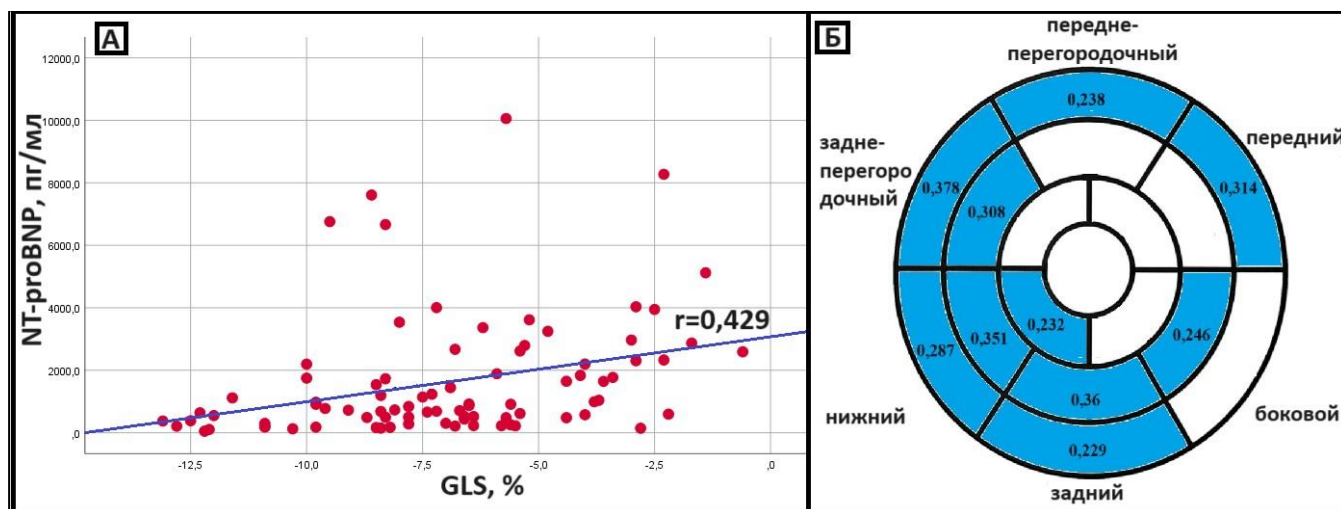 А
NT-proBNP, пг/мл
12000,0
10000,0
8000,0
6000,0
4000,0
2000,0
,0
-12,5
-10,0
-7,5
-5,0
-2,5
,0
GLS, %
r=0,429
Б
передне-
перегородочный
задне-
перегоро
дочный
передний
нижний
боковой
задний
0,238
0,378
0,314
0,308
0,232
0,246
0,351
0,287
0,36
0,229